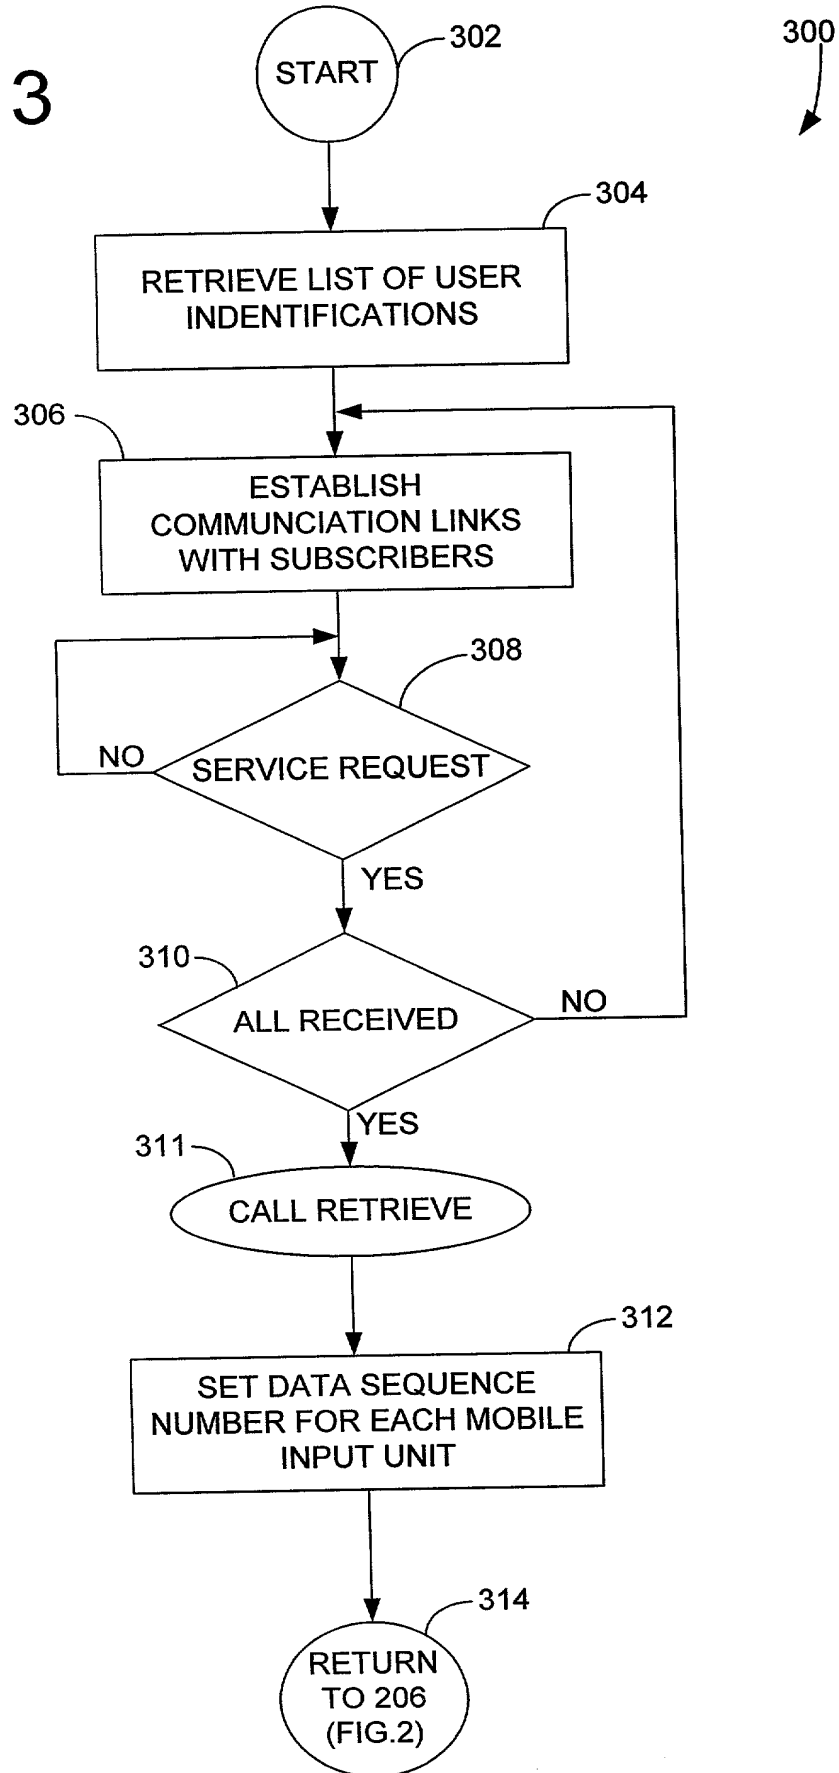 302
300
START
3
304
RETRIEVE LIST OF USER
INDENTIFICATIONS
306
ESTABLISH
COMMUNCIATION LINKS
WITH SUBSCRIBERS
308
NO
SERVICE REQUEST
YES
310
ALL RECEIVED
NO
YES
311
CALL RETRIEVE
312
SET DATA SEQUENCE
NUMBER FOR EACH MOBILE
INPUT UNIT
314
RETURN
TO 206
(FIG.2)